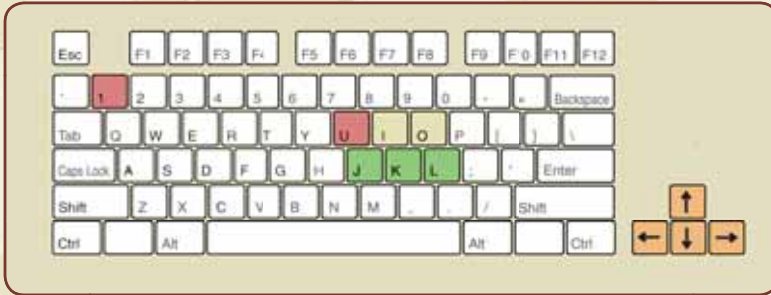 Esc F1 F2 F3 F4 F5 F6 F7 F8 F9 F10 F11 F12
1 2 3 4 5 6 7 8 9 0 - = Backspace
Tab Q W E R T Y U I O P [ ] \
Caps Lock A S D F G H J K L ; ' Enter
Shift Z X C V B N M , . / Shift
↑
Ctrl Alt Alt Ctrl ← ↓ →